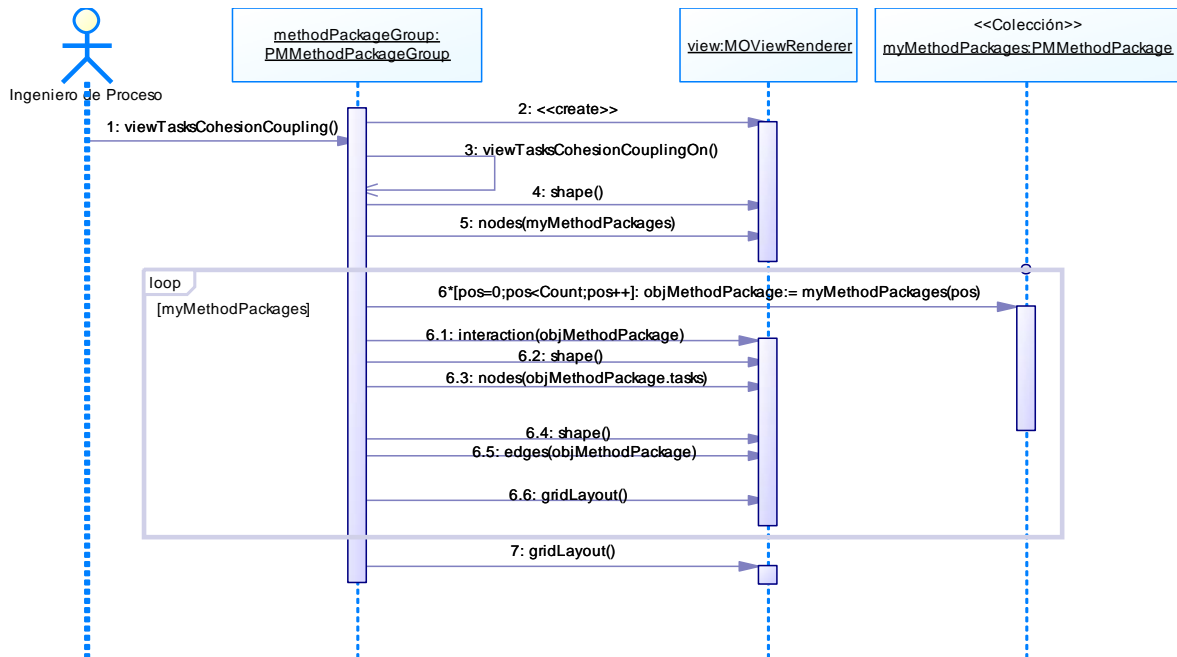 Ingeniero de Proceso
methodPackageGroup:
PMMethodPackageGroup
view:MOViewRenderer
<<Colección>>
myMethodPackages:PMMethodPackage
2: <<create>>
1: viewTasksCohesionCoupling()
3: viewTasksCohesionCouplingOn()
4: shape()
5: nodes(myMethodPackages)
loop
[myMethodPackages]
6*[pos=0;pos<Count;pos++]: objMethodPackage:= myMethodPackages(pos)
6.1: interaction(objMethodPackage)
6.2: shape()
6.3: nodes(objMethodPackage.tasks)
6.4: shape()
6.5: edges(objMethodPackage)
6.6: gridLayout()
7: gridLayout()